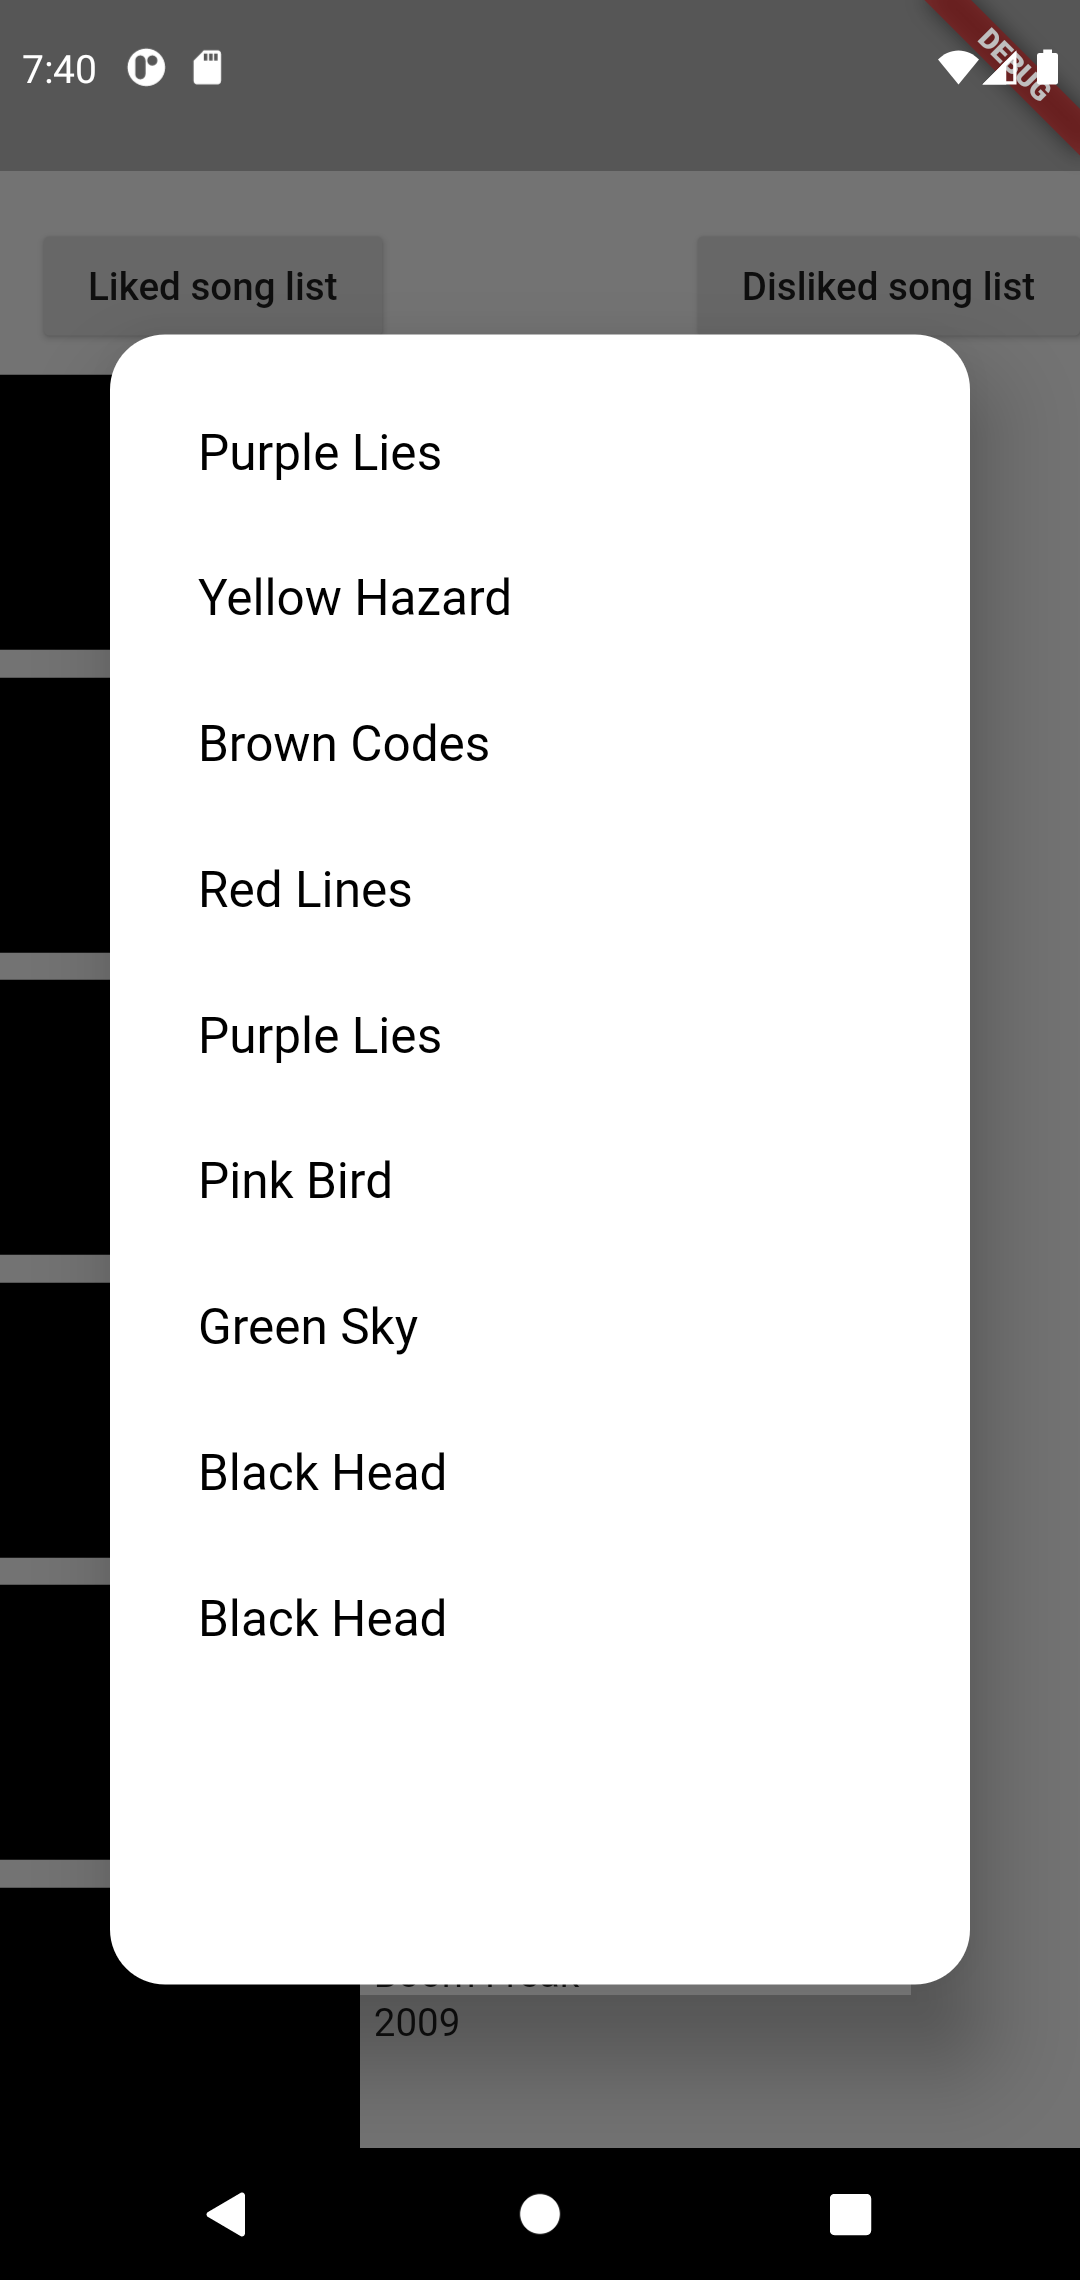 7:40
DEBUG
Liked song list
Disliked song list
Purple Lies
Yellow Hazard
Brown Codes
Red Lines
Purple Lies
Pink Bird
Green Sky
Black Head
Black Head
2009